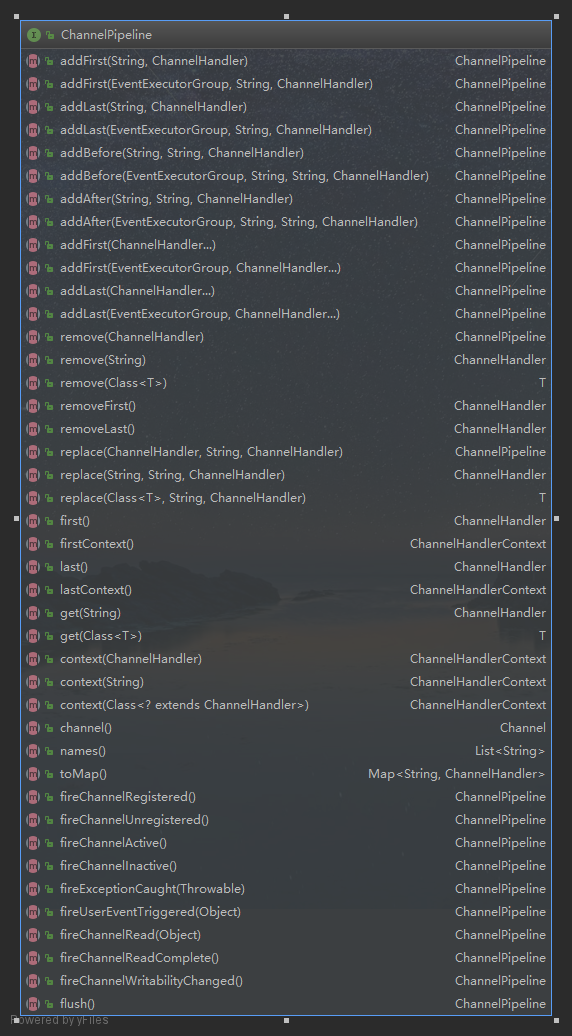 ChannelPipeline
addFirst(String, ChannelHandler) ChannelPipeline
addFirst(EventExecutorGroup, String, ChannelHandler) ChannelPipeline
addLast(String, ChannelHandler) ChannelPipeline
addLast(EventExecutorGroup, String, ChannelHandler) ChannelPipeline
addBefore(String, String, ChannelHandler) ChannelPipeline
addBefore(EventExecutorGroup, String, String, ChannelHandler) ChannelPipeline
addAfter(String, String, ChannelHandler) ChannelPipeline
addAfter(EventExecutorGroup, String, String, ChannelHandler) ChannelPipeline
addFirst(ChannelHandler...) ChannelPipeline
addFirst(EventExecutorGroup, ChannelHandler...) ChannelPipeline
addLast(ChannelHandler...) ChannelPipeline
addLast(EventExecutorGroup, ChannelHandler...) ChannelPipeline
remove(ChannelHandler) ChannelPipeline
remove(String) ChannelHandler
remove(Class<T>) T
removeFirst() ChannelHandler
removeLast() ChannelHandler
replace(ChannelHandler, String, ChannelHandler) ChannelPipeline
replace(String, String, ChannelHandler) ChannelHandler
replace(Class<T>, String, ChannelHandler) T
first() ChannelHandler
firstContext() ChannelHandlerContext
last() ChannelHandler
lastContext() ChannelHandlerContext
get(String) ChannelHandler
get(Class<T>) T
context(ChannelHandler) ChannelHandlerContext
context(String) ChannelHandlerContext
context(Class<? extends ChannelHandler>) ChannelHandlerContext
channel() Channel
names() List<String>
toMap() Map<String, ChannelHandler>
fireChannelRegistered() ChannelPipeline
fireChannelUnregistered() ChannelPipeline
fireChannelActive() ChannelPipeline
fireChannelInactive() ChannelPipeline
fireExceptionCaught(Throwable) ChannelPipeline
fireUserEventTriggered(Object) ChannelPipeline
fireChannelRead(Object) ChannelPipeline
fireChannelReadComplete() ChannelPipeline
fireChannelWritabilityChanged() ChannelPipeline
flush() ChannelPipeline
Powered by yFiles